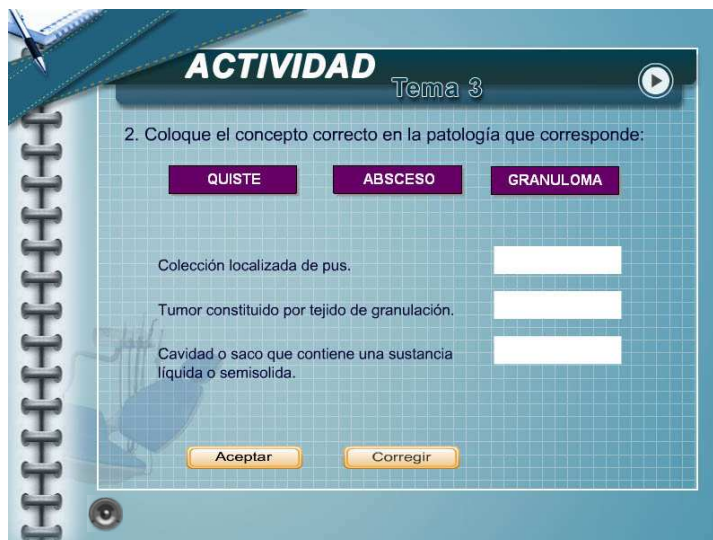 ACTIVIDAD
Tema 3
2. Coloque el concepto correcto en la patología que corresponde:
QUISTE
ABSCESO
GRANULOMA
Colección localizada de pus.
Tumor constituido por tejido de granulación.
Cavidad o saco que contiene una sustancia
líquida o semisolida.
Aceptar
Corregir